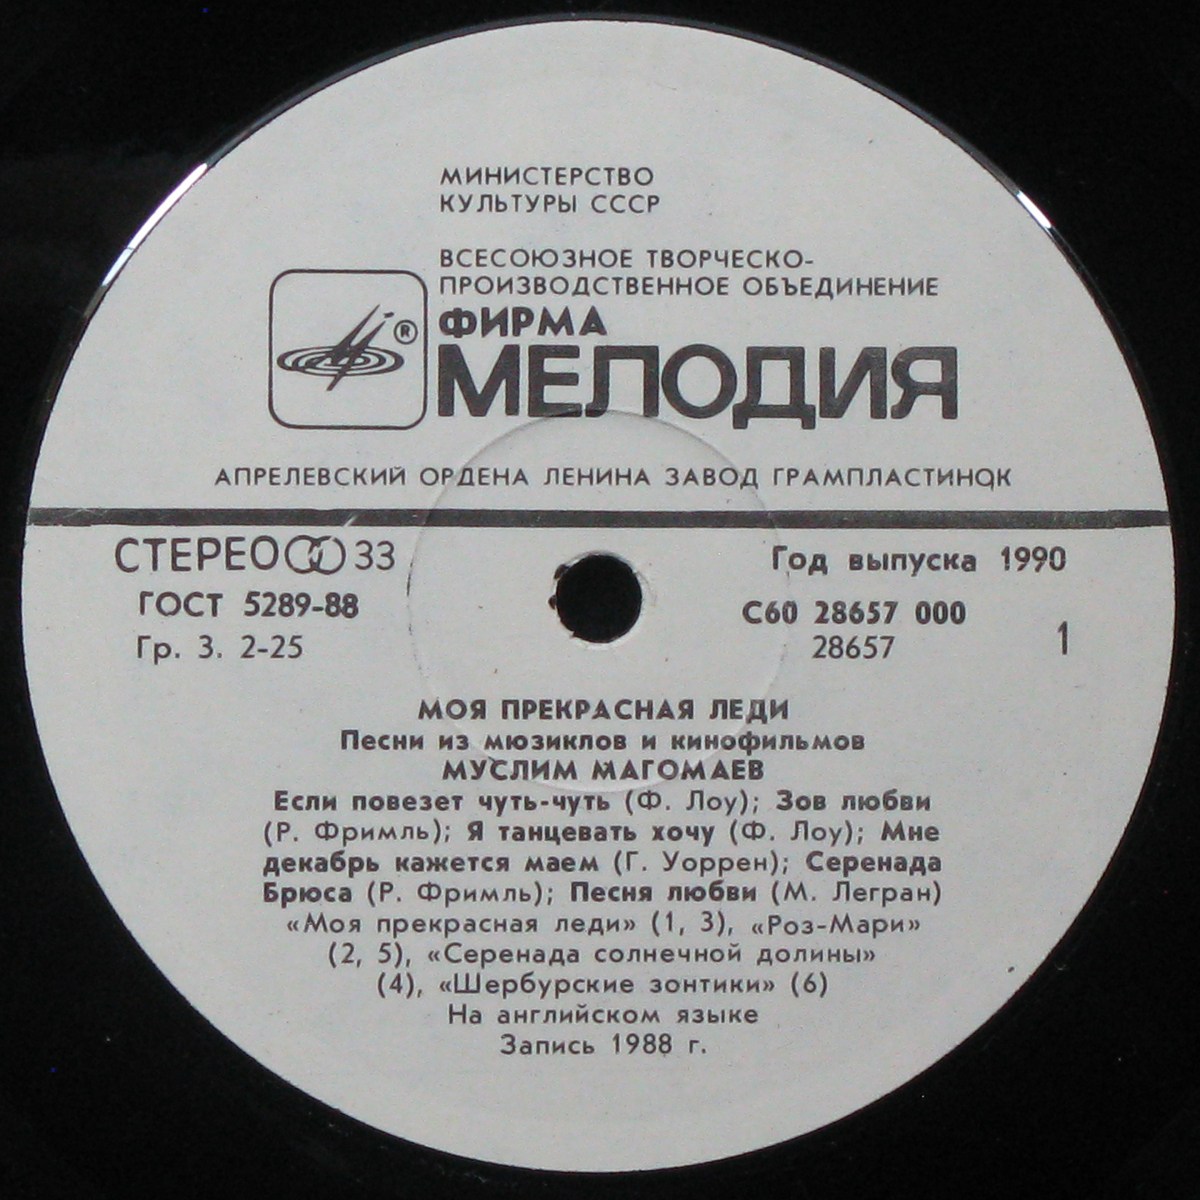 МИНИСТЕРСТВО
КУЛЬТУРЫ СССР
ВСЕСОЮЗНОЕ ТВОРЧЕСКО-
ПРОИЗВОДСТВЕННОЕ ОБЪЕДИНЕНИЕ
®
ФИРМА
МЕЛОДИЯ
АПРЕЛЕВСКИЙ ОРДЕНА ЛЕНИНА ЗАВОД ГРАМПЛАСТИНОК
СТЕРЕО 33
ГОСТ 5289-88
Гр. 3. 2-25
Год выпуска 1990
С60 28657 000
28657
1
МОЯ ПРЕКРАСНАЯ ЛЕДИ
Песни из мюзиклов и кинофильмов
МУСЛИМ МАГОМАЕВ
Если повезет чуть-чуть (Ф. Лоу); Зов любви
(Р. Фримль); Я танцевать хочу (Ф. Лоу); Мне
декабрь кажется маем (Г. Уоррен); Серенада
Брюса (Р. Фримль); Песня любви (М. Легран)
«Моя прекрасная леди» (1, 3), «Роз-Мари»
(2, 5), «Серенада солнечной долины»
(4), «Шербурские зонтики» (6)
На английском языке
Запись 1988 г.